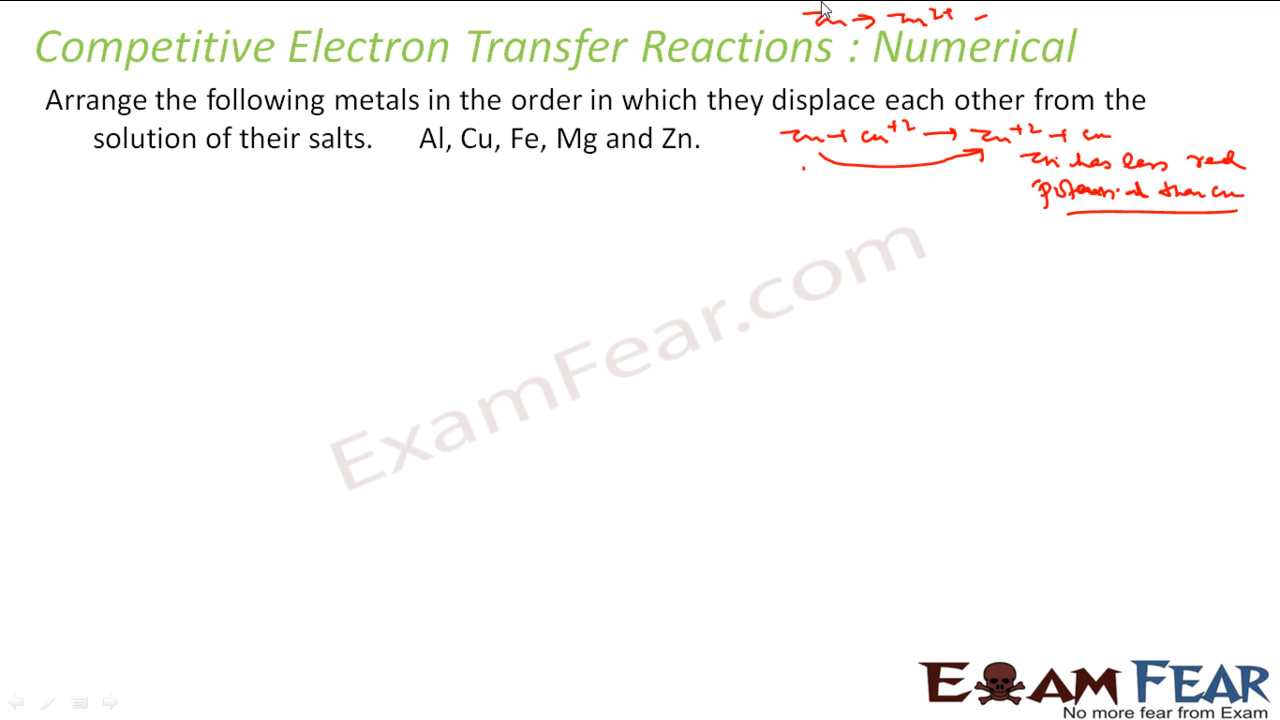 Zn → Zn²⁺ –
Competitive Electron Transfer Reactions : Numerical
Arrange the following metals in the order in which they displace each other from the
solution of their salts. Al, Cu, Fe, Mg and Zn.
Zn + Cu⁺² → Zn⁺² + Cu
Zn has less red
potential than Cu
ExamFear.com
EXAM FEAR
No more fear from Exam